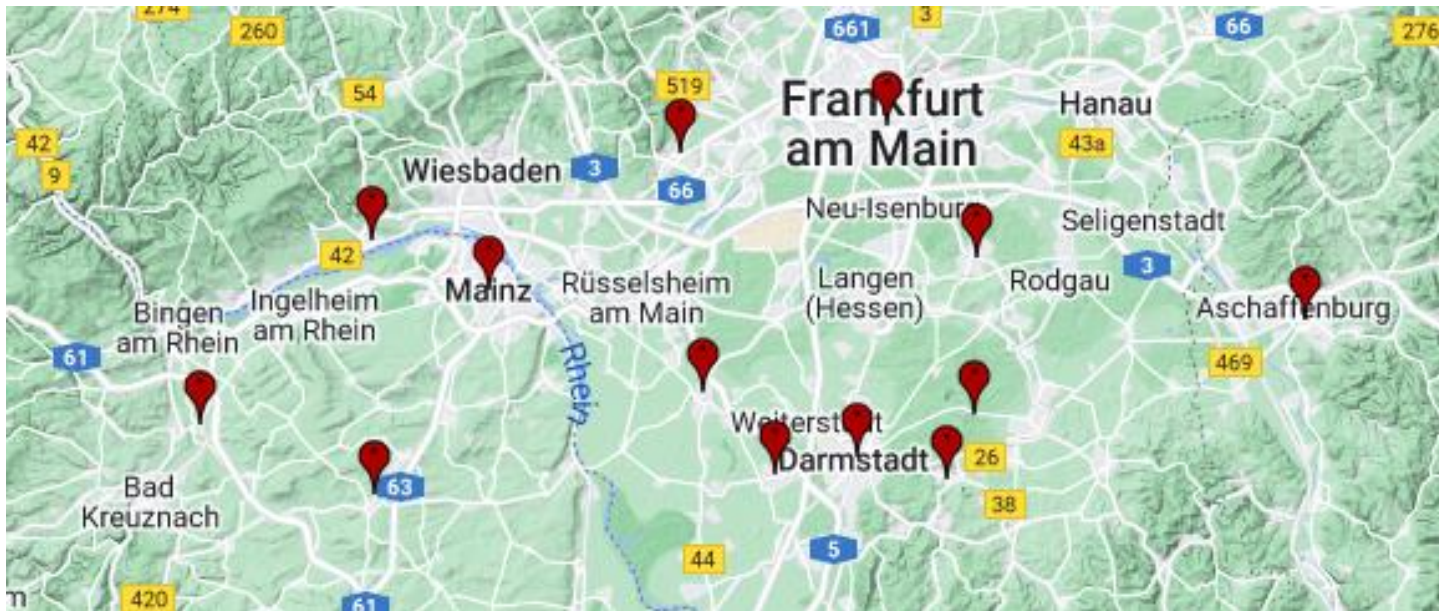 274
260
661
3
66
276
54
519
Frankfurt
am Main
Hanau
43a
42
9
Wiesbaden
3
66
Neu-Isenburg
Seligenstadt
42
Mainz
Rüsselsheim
am Main
Langen
(Hessen)
Rodgau
3
Aschaffenburg
Bingen
am Rhein
Ingelheim
am Rhein
61
Rhein
469
Weiterstadt
Darmstadt
26
63
Bad
Kreuznach
38
44
5
420
61
m